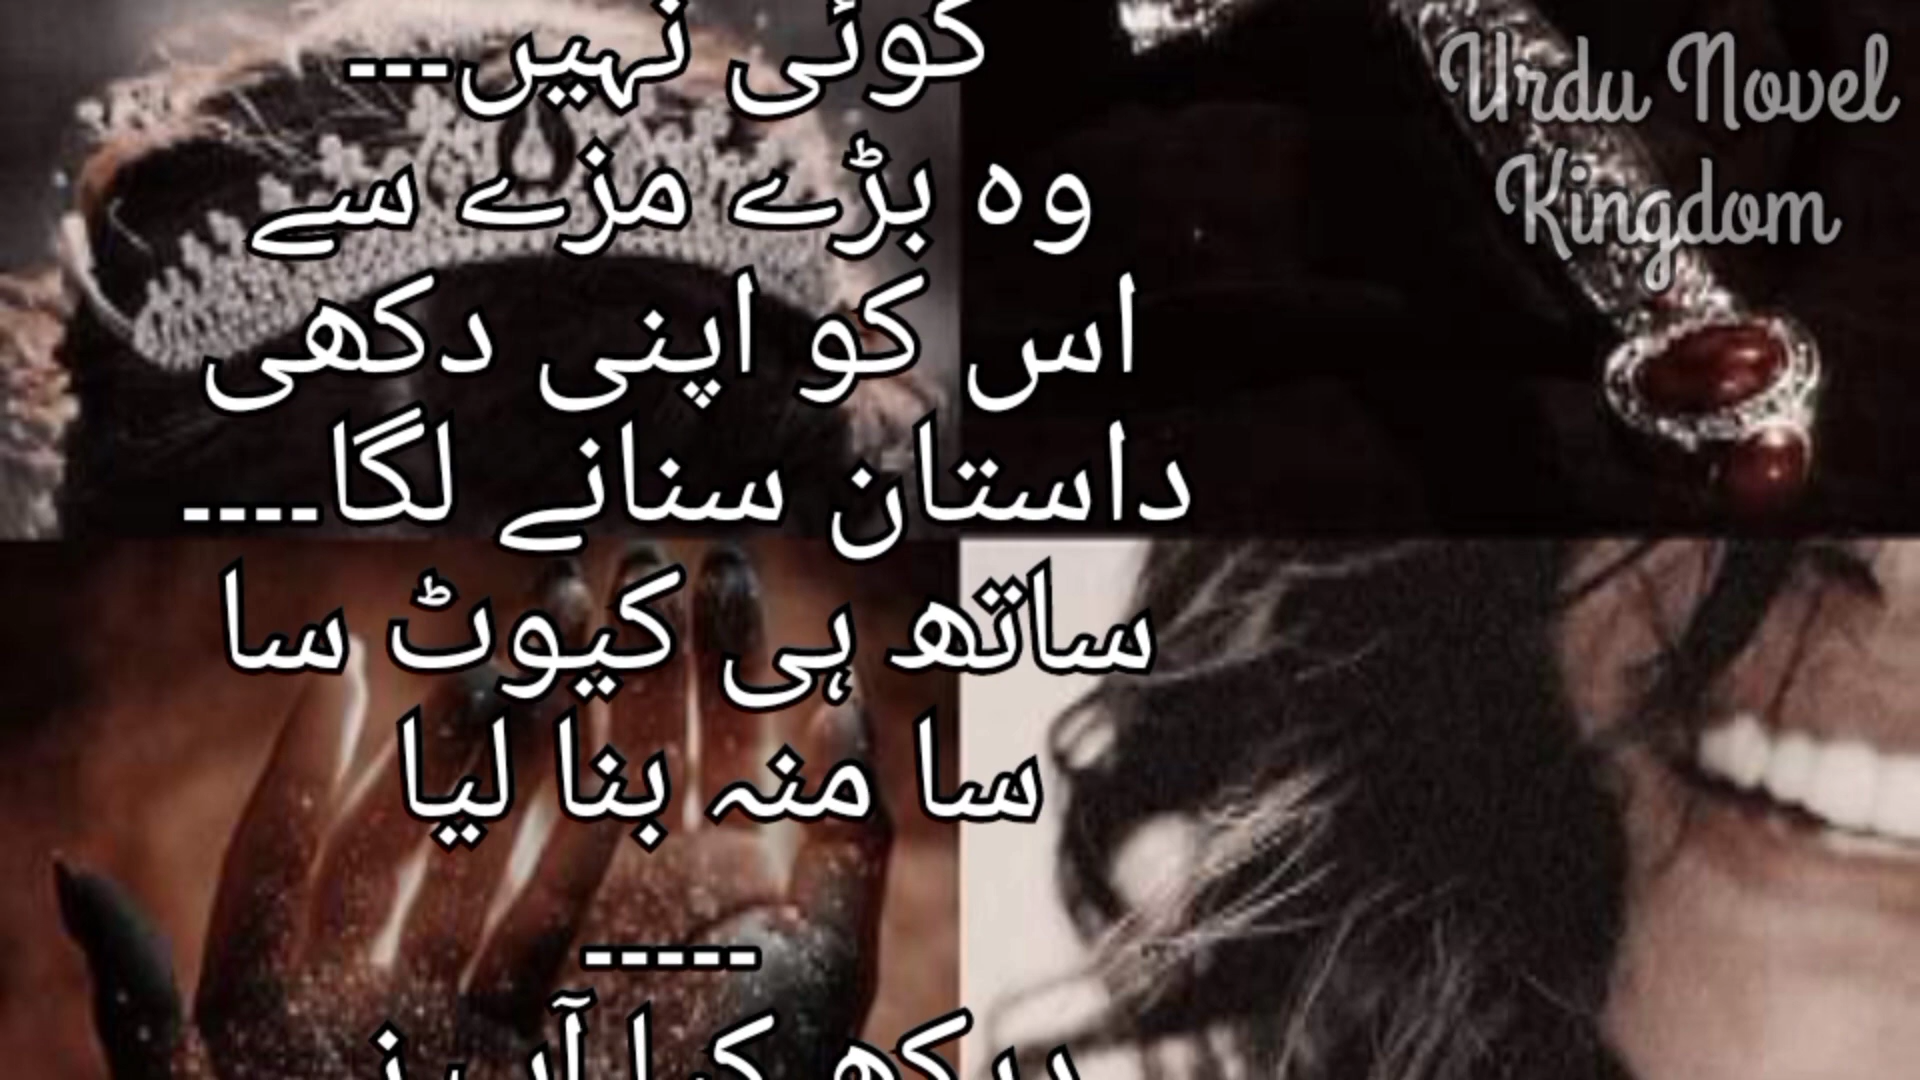 کوئی نہیں---
وہ بڑے مزے سے
اس کو اپنی دکھی
داستان سنانے لگا----
ساتھ ہی کیوٹ سا
سا منہ بنا لیا
-----
Urdu Novel
Kingdom